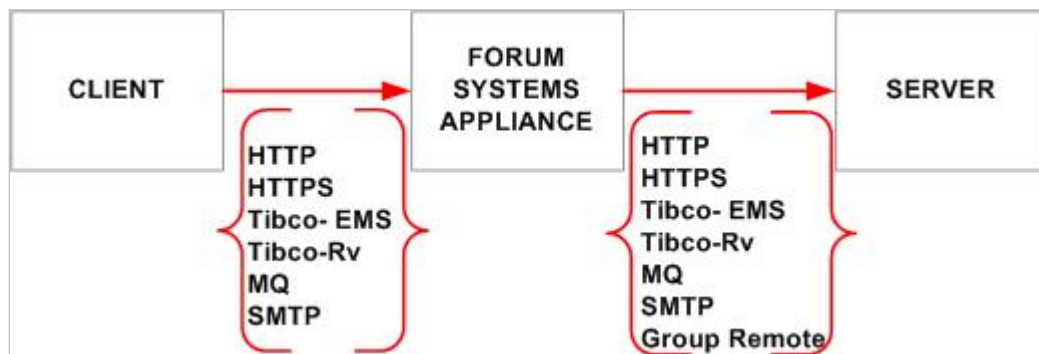 CLIENT
FORUM
SYSTEMS
APPLIANCE
SERVER
HTTP
HTTPS
Tibco- EMS
Tibco-Rv
MQ
SMTP
HTTP
HTTPS
Tibco- EMS
Tibco-Rv
MQ
SMTP
Group Remote